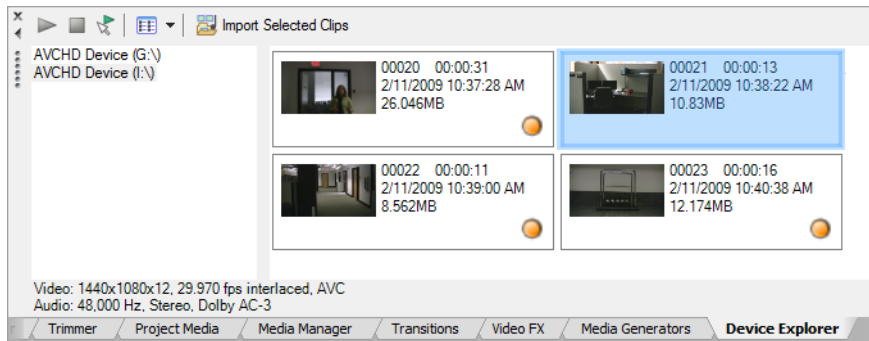 Import Selected Clips
AVCHD Device (G:\)
AVCHD Device (I:\)
00020 00:00:31
2/11/2009 10:37:28 AM
26.046MB
00021 00:00:13
2/11/2009 10:38:22 AM
10.83MB
00022 00:00:11
2/11/2009 10:39:00 AM
8.562MB
00023 00:00:16
2/11/2009 10:40:38 AM
12.174MB
Video: 1440x1080x12, 29.970 fps interlaced, AVC
Audio: 48,000 Hz, Stereo, Dolby AC-3
Trimmer Project Media Media Manager Transitions Video FX Media Generators Device Explorer